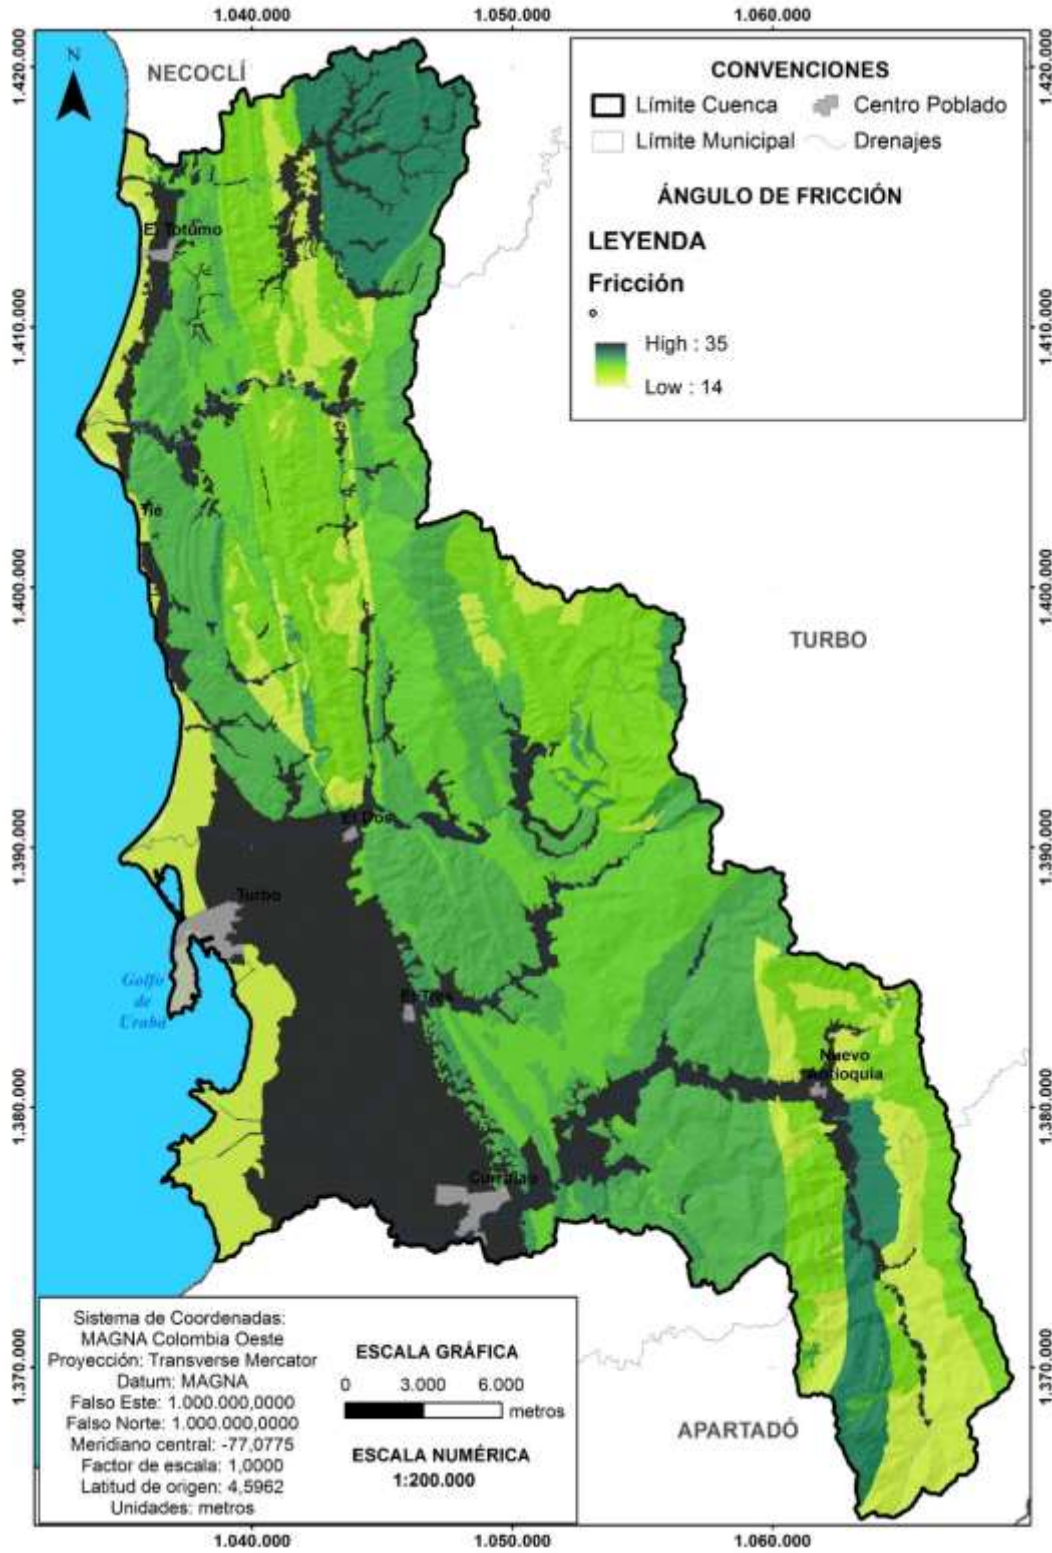 1.040.000
1.050.000
1.060.000
1.420.000
1.420.000
N
NECOCLÍ
CONVENCIONES
Límite Cuenca
Centro Poblado
Límite Municipal
Drenajes
ÁNGULO DE FRICCIÓN
LEYENDA
Fricción
°
High : 35
Low : 14
El Totumo
1.410.000
1.410.000
Tie
1.400.000
1.400.000
TURBO
El Dos
1.390.000
1.390.000
Turbo
Golfo
de
Urabá
El Tres
Nuevo
Antioquia
1.380.000
1.380.000
Currulao
Sistema de Coordenadas:
MAGNA Colombia Oeste
Proyección: Transverse Mercator
Datum: MAGNA
Falso Este: 1.000.000,0000
Falso Norte: 1.000.000,0000
Meridiano central: -77,0775
Factor de escala: 1,0000
Latitud de origen: 4,5962
Unidades: metros
ESCALA GRÁFICA
0 3.000 6.000
metros
ESCALA NUMÉRICA
1:200.000
1.370.000
1.370.000
APARTADÓ
1.040.000
1.050.000
1.060.000